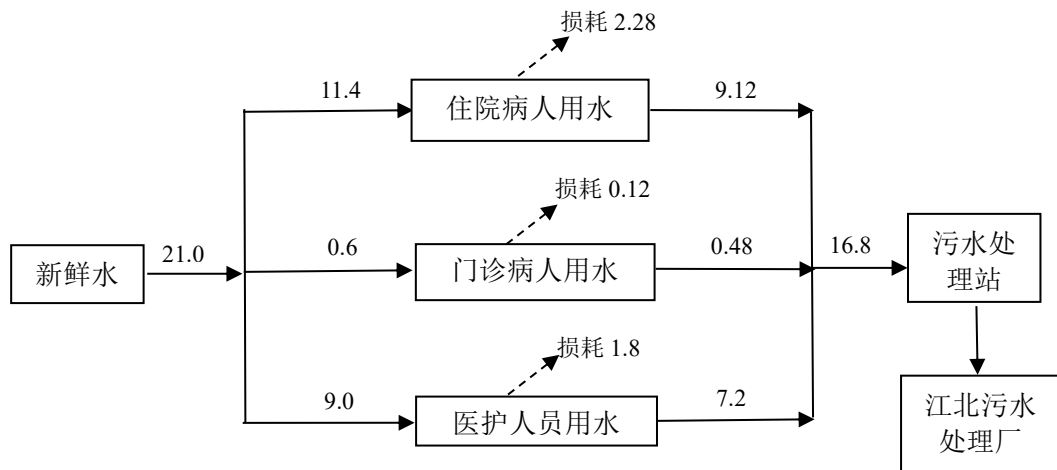 损耗 2.28
11.4
住院病人用水
9.12
损耗 0.12
新鲜水
21.0
0.6
门诊病人用水
0.48
16.8
污水处
理站
损耗 1.8
9.0
医护人员用水
7.2
江北污水
处理厂